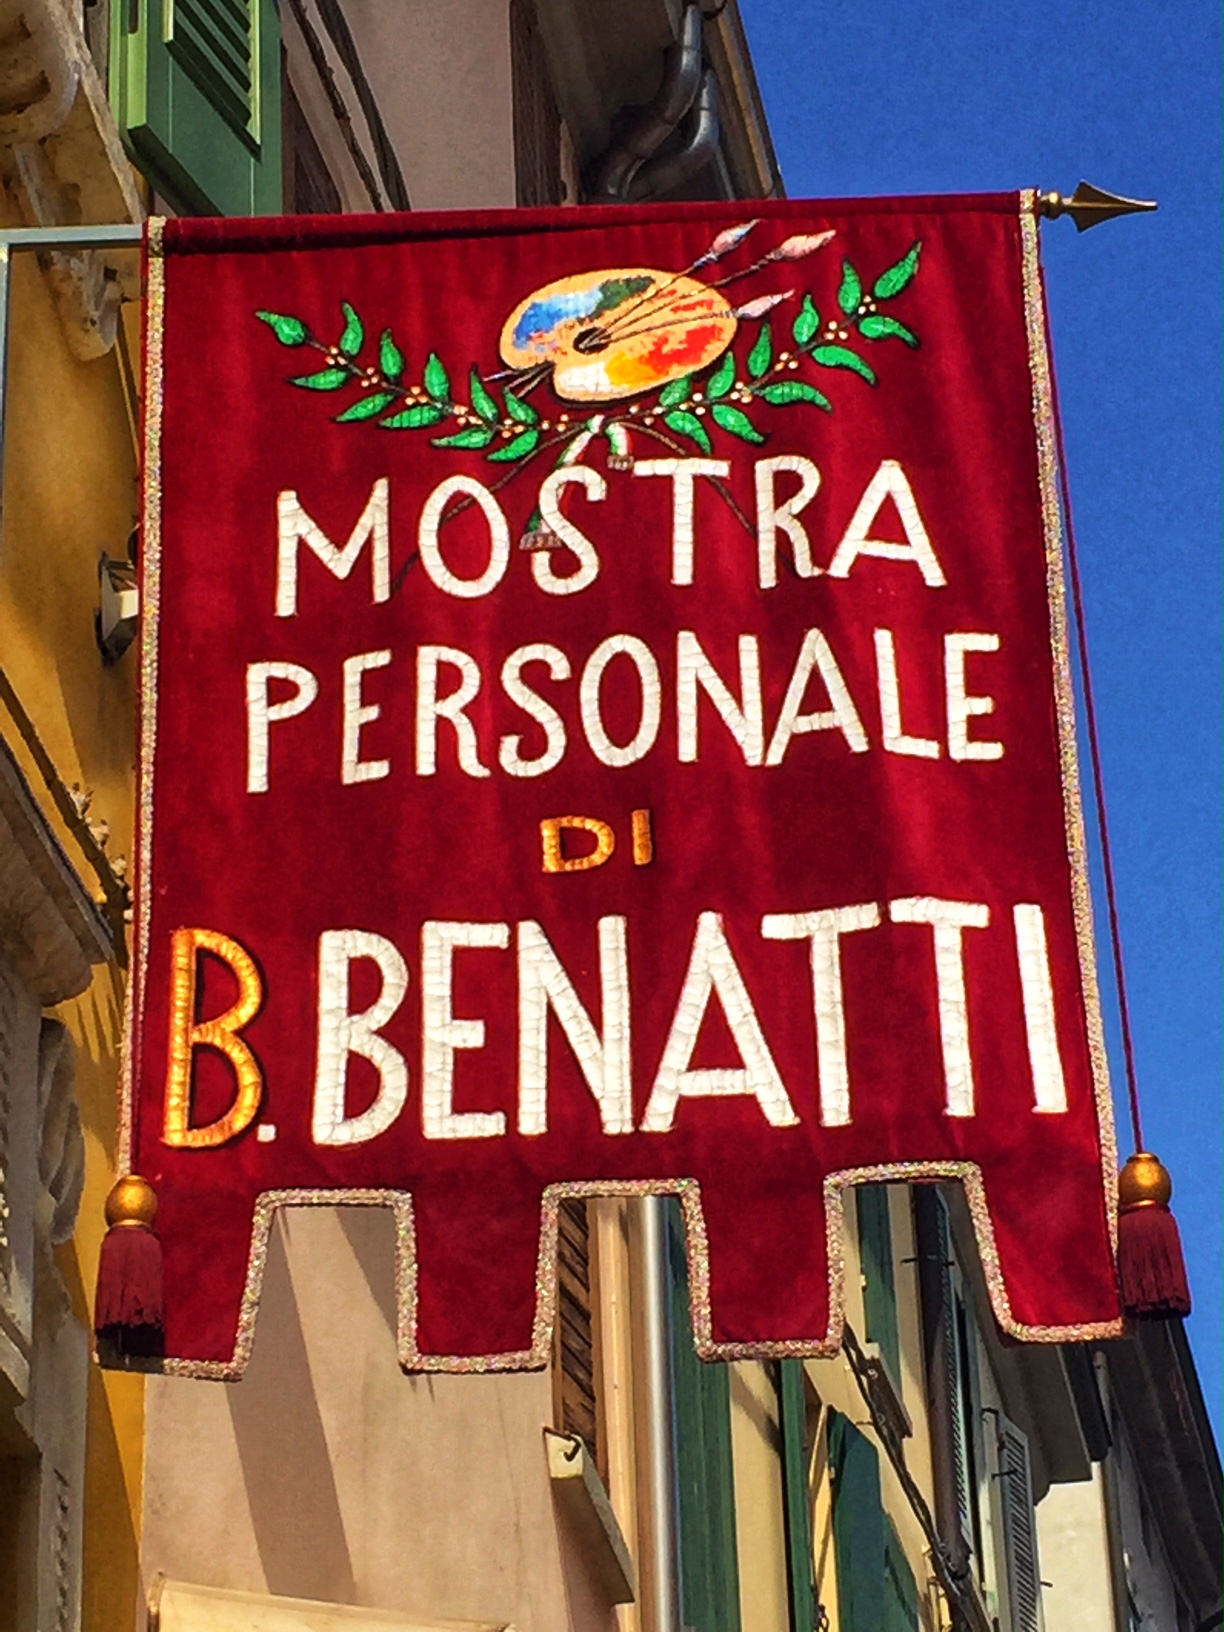 MOSTRA
PERSONALE
DI
B. BENATTI